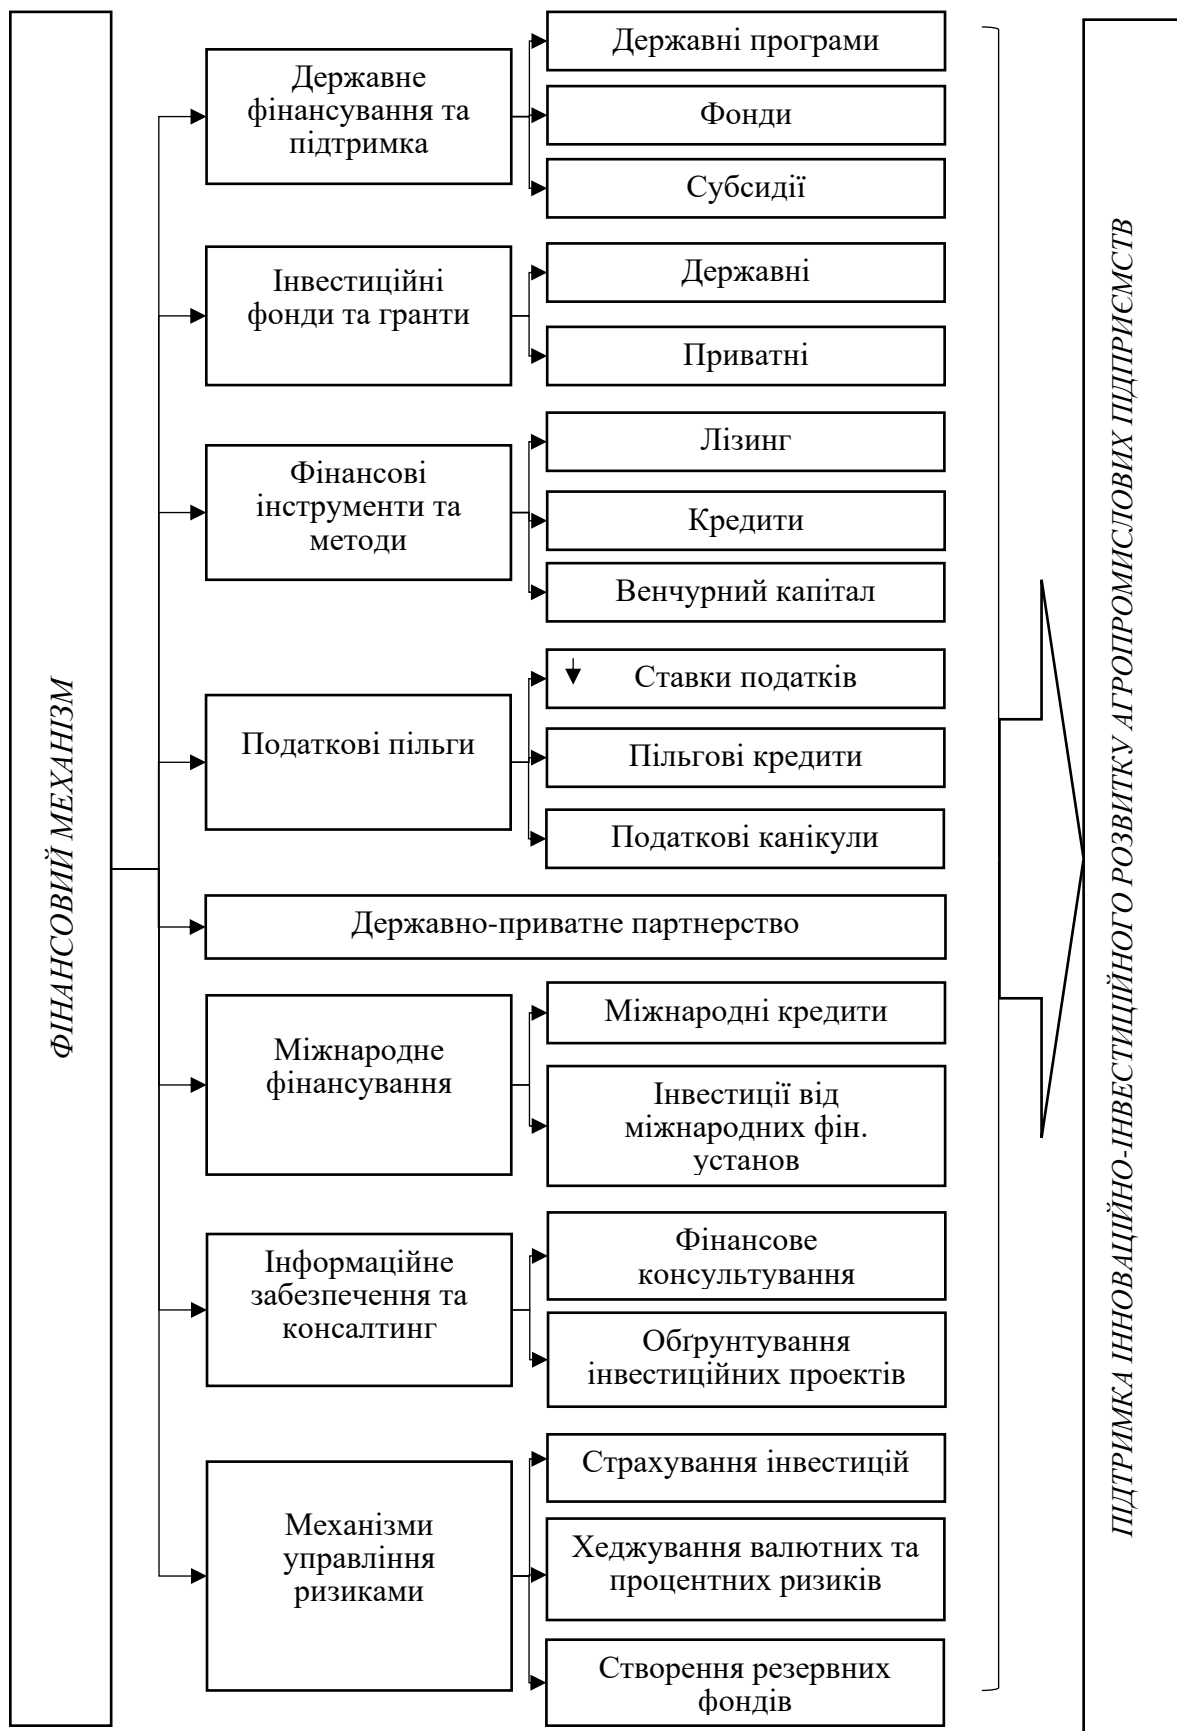 ФІНАНСОВИЙ МЕХАНІЗМ
Державне
фінансування та
підтримка
Державні програми
Фонди
Субсидії
Інвестиційні
фонди та гранти
Державні
Приватні
Фінансові
інструменти та
методи
Лізинг
Кредити
Венчурний капітал
Податкові пільги
Ставки податків
Пільгові кредити
Податкові канікули
Державно-приватне партнерство
Міжнародне
фінансування
Міжнародні кредити
Інвестиції від
міжнародних фін.
установ
Інформаційне
забезпечення та
консалтинг
Фінансове
консультування
Обґрунтування
інвестиційних проектів
Механізми
управління
ризиками
Страхування інвестицій
Хеджування валютних та
процентних ризиків
Створення резервних
фондів
ПІДТРИМКА ІННОВАЦІЙНО-ІНВЕСТИЦІЙНОГО РОЗВИТКУ АГРОПРОМИСЛОВИХ ПІДПРИЄМСТВ